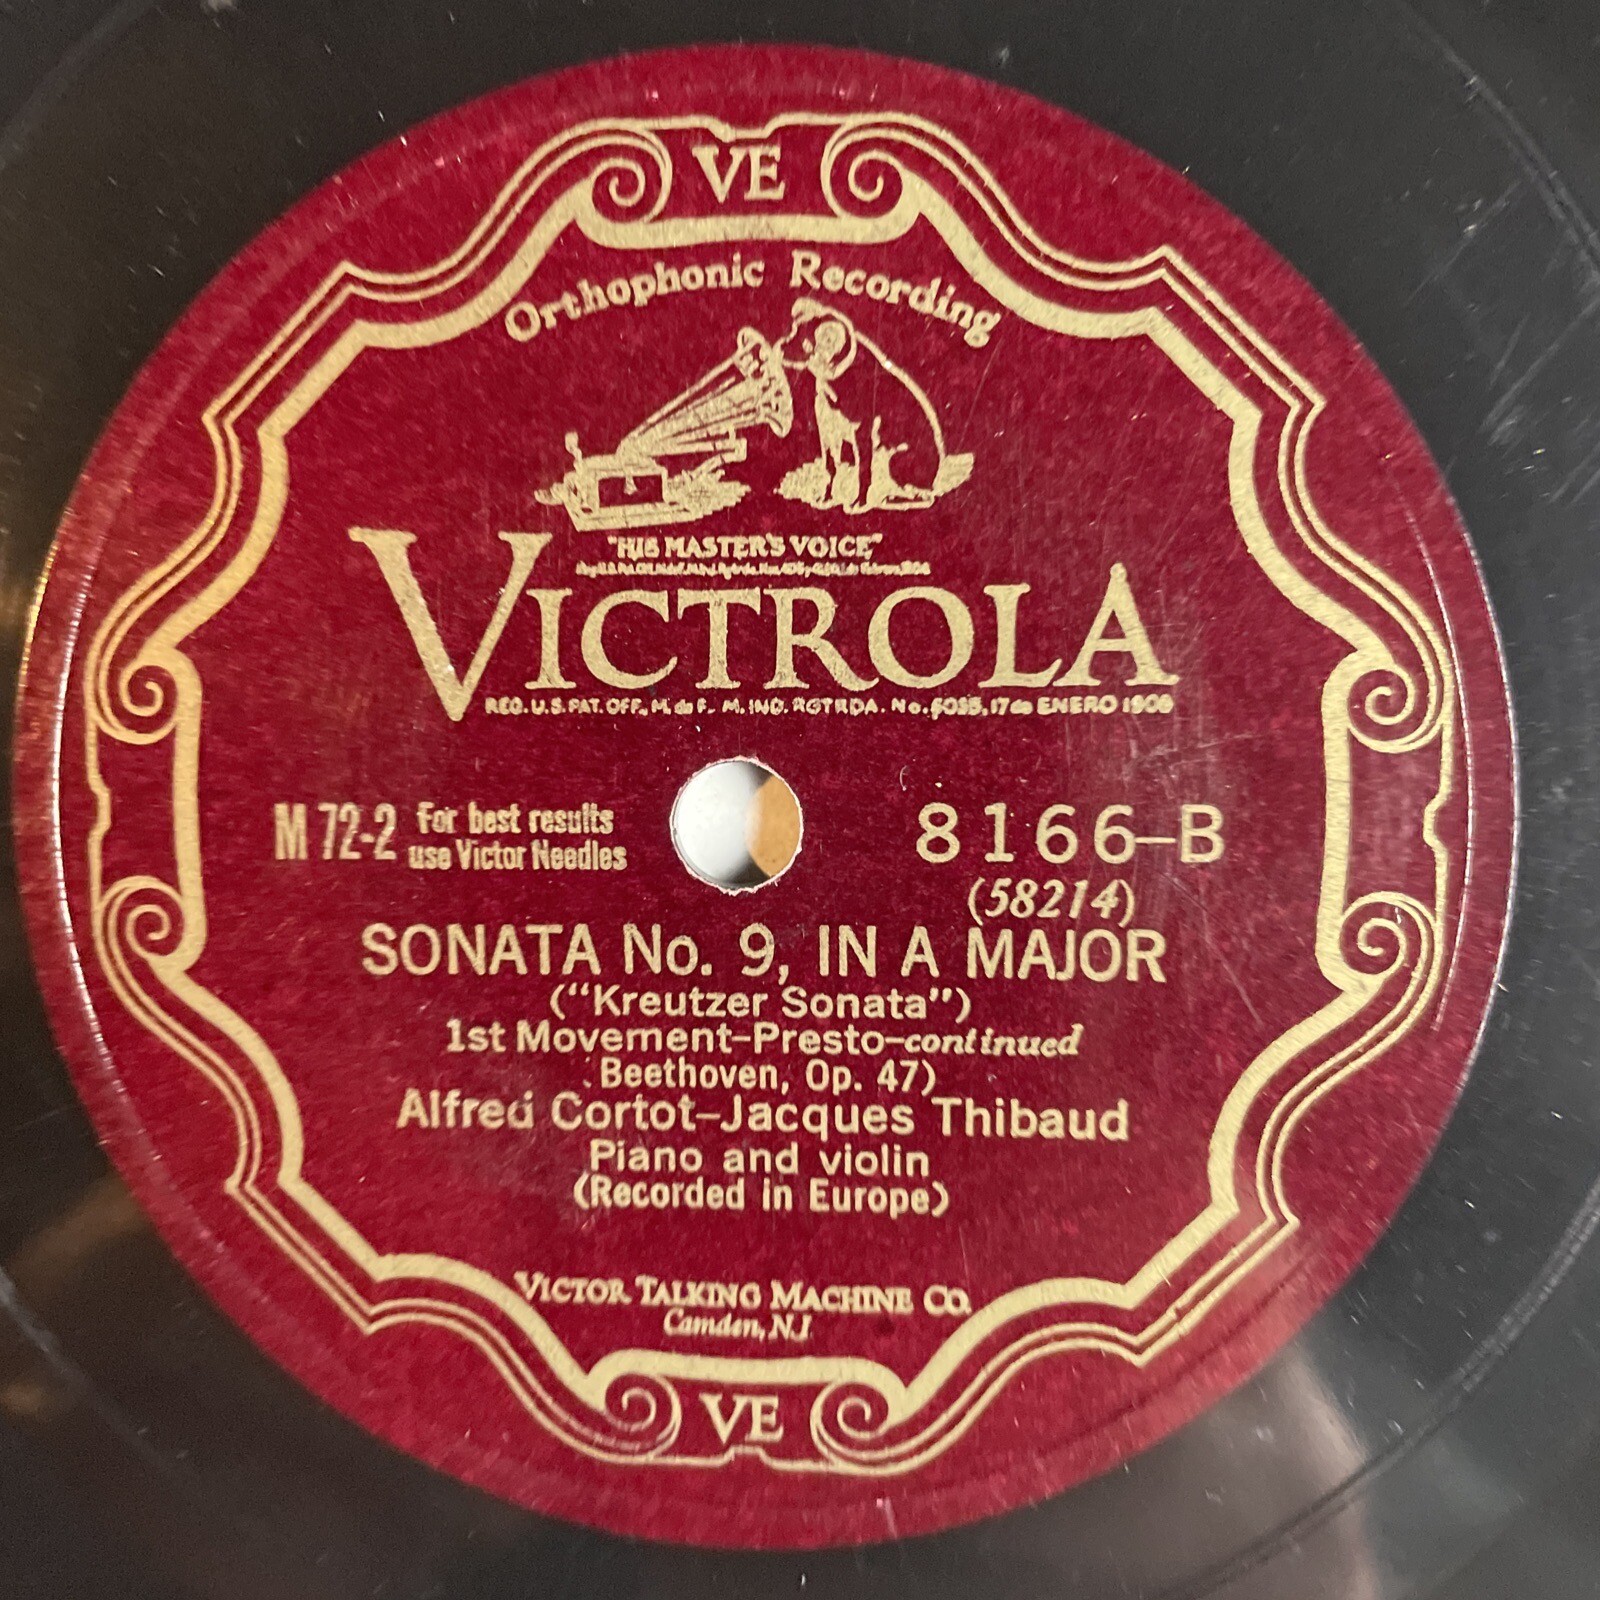 VE
Orthophonic Recording
"HIS MASTER'S VOICE"
VICTROLA
REG. U.S. PAT. OFF., M. de F. M. IND. RGTRDA. No. 17 de ENERO 1908
M 72-2 For best results
use Victor Needles
8166-B
(58214)
SONATA No. 9, IN A MAJOR
("Kreutzer Sonata")
1st Movement-Presto-continued
Beethoven, Op. 47)
Alfred Cortot-Jacques Thibaud
Piano and violin
(Recorded in Europe)
VICTOR TALKING MACHINE CO.
Camden, N.J.
VE